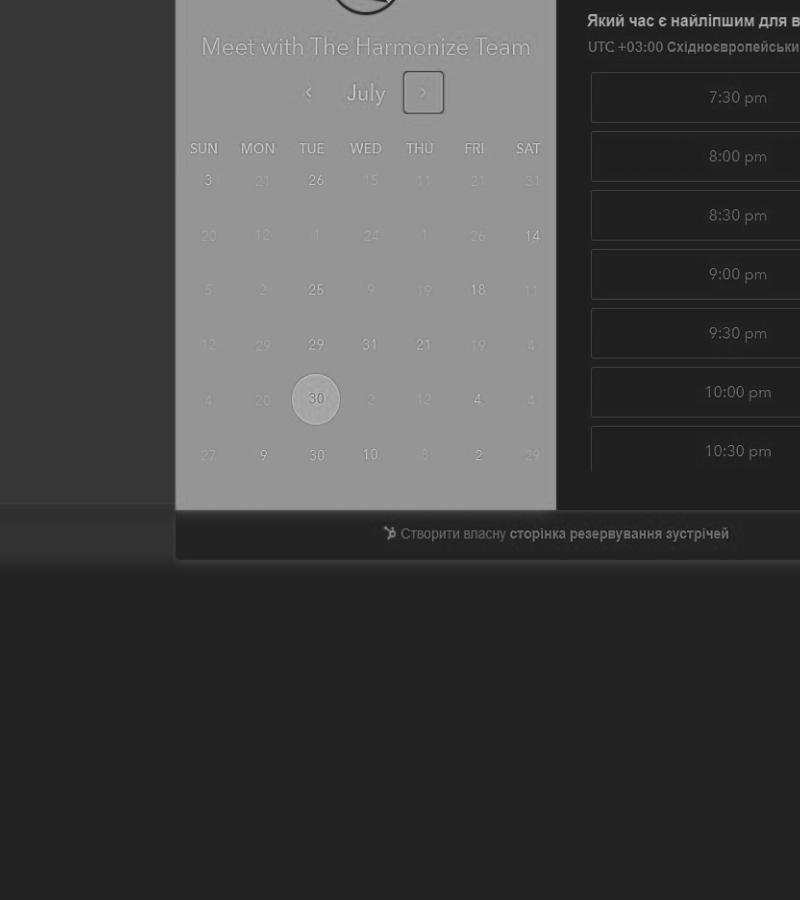 Meet with The Harmonize Team
‹ July ›
SUN MON TUE WED THU FRI SAT
3 21 26 15 11 21 31
20 12 1 24 1 26 14
5 2 25 9 19 18 11
12 29 29 31 21 19 4
4 20 30 2 12 4 4
27 9 30 10 8 2 29
Який час є найліпшим для
UTC +03:00 Східноєвропейськи
7:30 pm
8:00 pm
8:30 pm
9:00 pm
9:30 pm
10:00 pm
10:30 pm
Створити власну сторінка резервування зустрічей